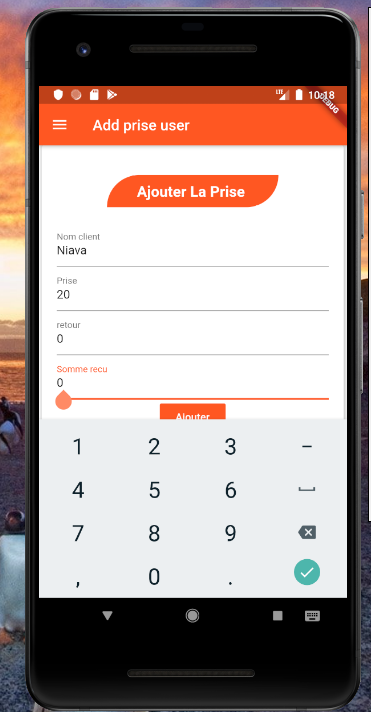 LTE 10:18
DEBUG
Add prise user
Ajouter La Prise
Nom client
Niava
Prise
20
retour
0
Somme recu
0
Ajouter
1 2 3 –
4 5 6
7 8 9
, 0 .